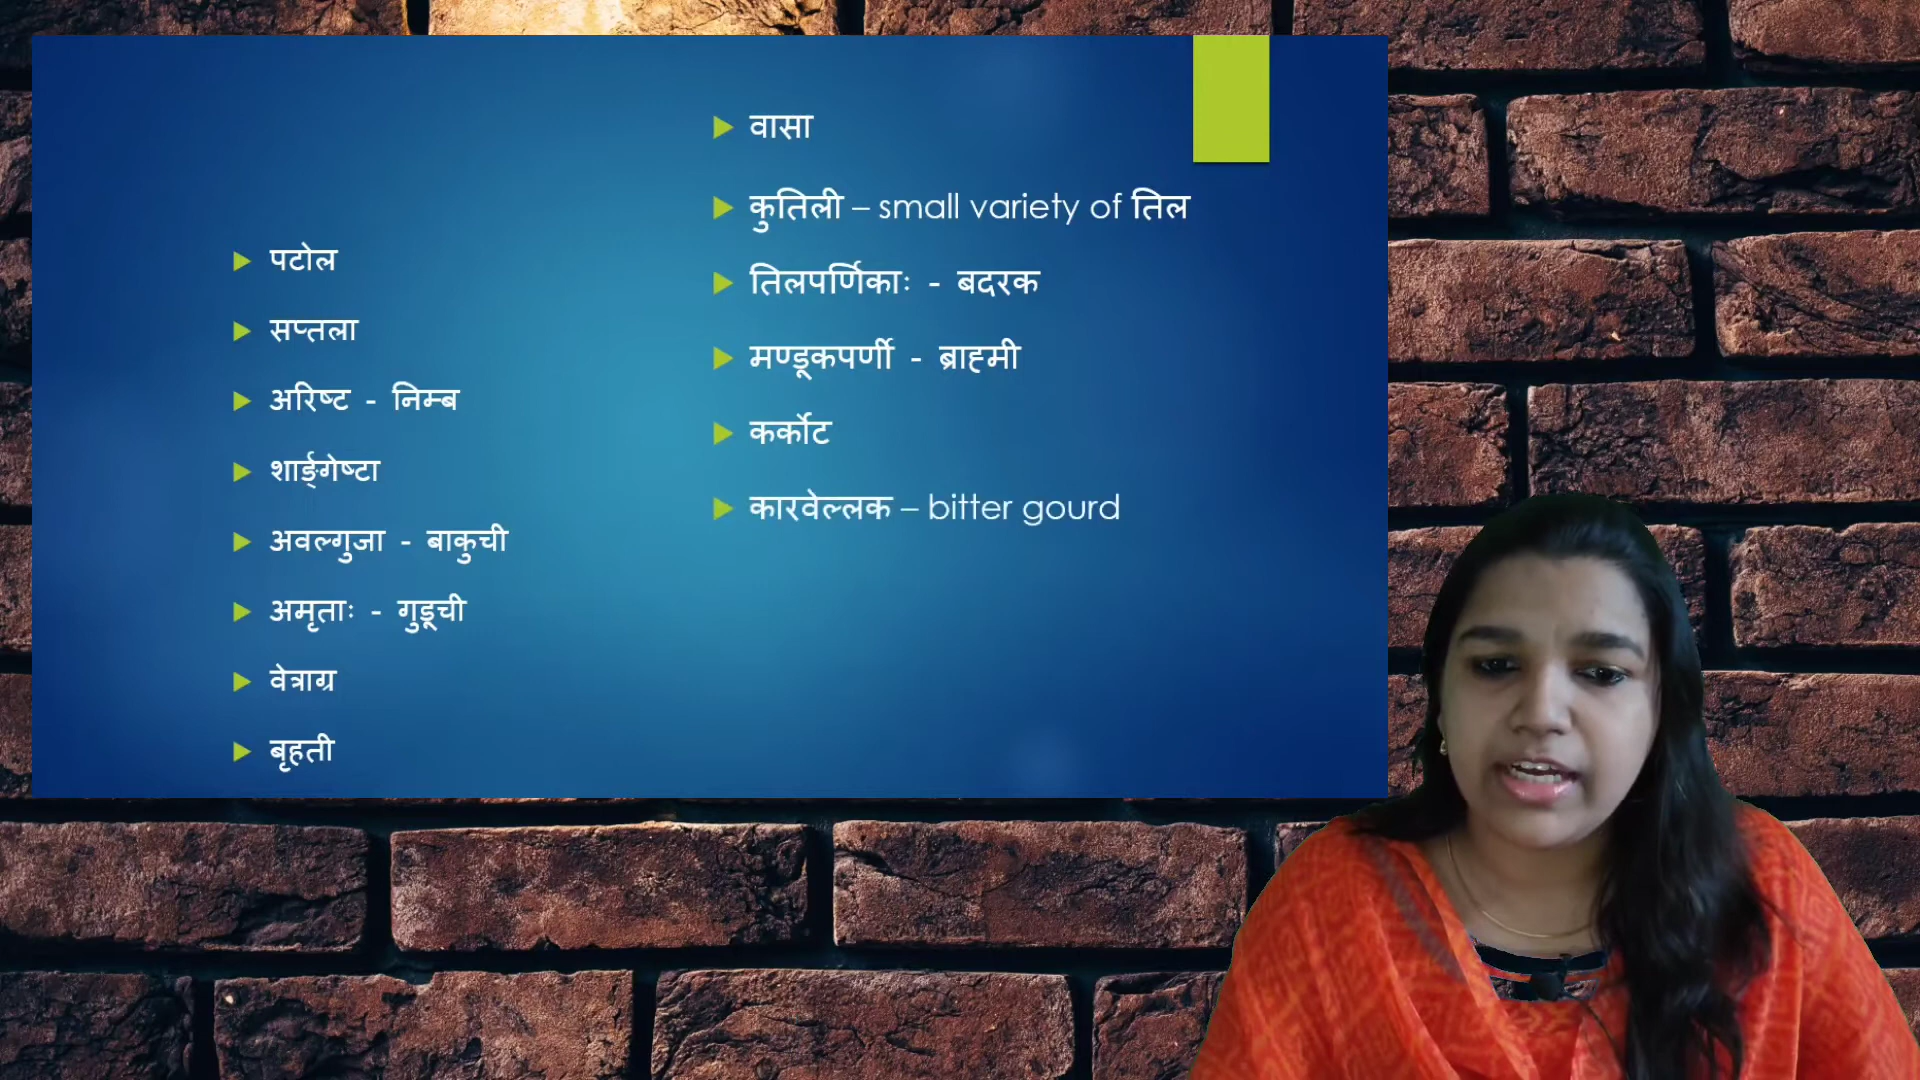 पटोल
सप्तला
अरिष्ट - निम्ब
शार्ङ्गेष्टा
अवल्गुजा - बाकुची
अमृताः - गुडूची
वेत्राग्र
बृहती
वासा
कुतिली – small variety of तिल
तिलपर्णिकाः - बदरक
मण्डूकपर्णी - ब्राह्मी
कर्कोट
कारवेल्लक – bitter gourd